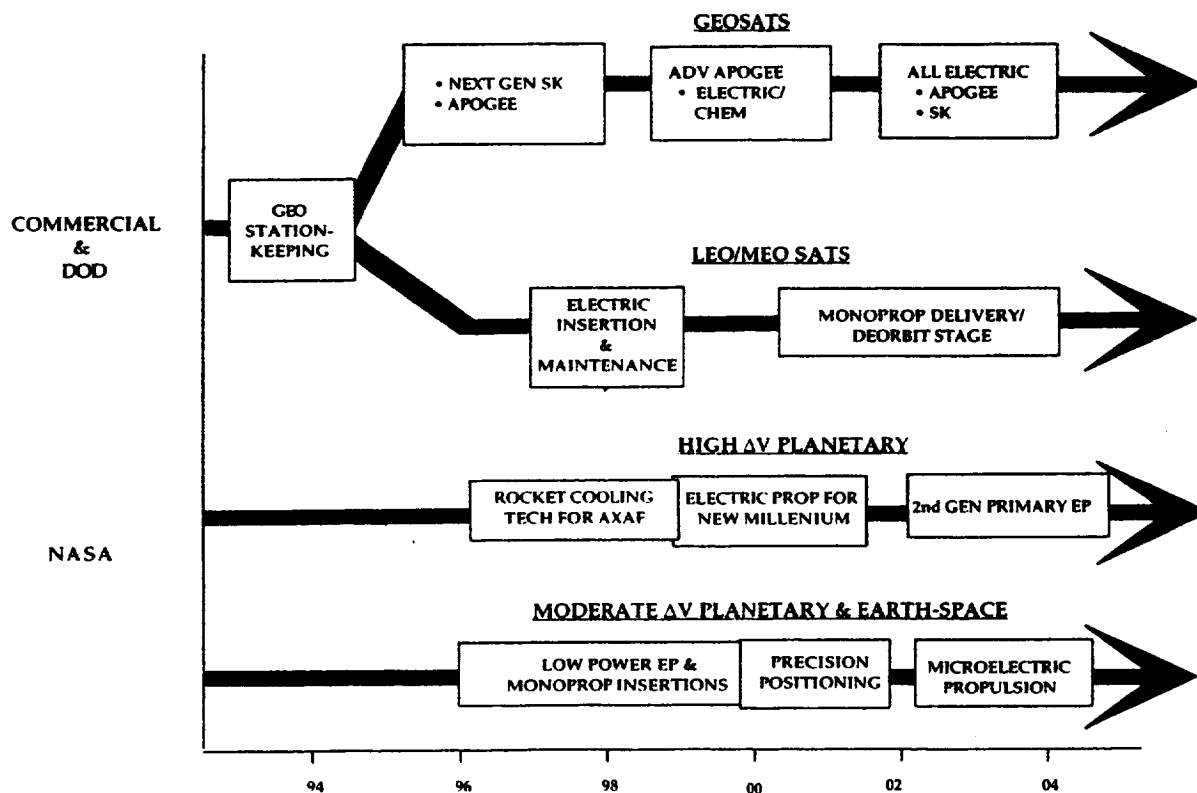 GEOSATS
• NEXT GEN SK
• APOGEE
ADV APOGEE
• ELECTRIC/
CHEM
ALL ELECTRIC
• APOGEE
• SK
COMMERCIAL
&
DOD
GEO
STATION-
KEEPING
LEO/MEO SATS
ELECTRIC
INSERTION
&
MAINTENANCE
MONOPROP DELIVERY/
DEORBIT STAGE
HIGH ΔV PLANETARY
NASA
ROCKET COOLING
TECH FOR AXAF
ELECTRIC PROP FOR
NEW MILLENIUM
2nd GEN PRIMARY EP
MODERATE ΔV PLANETARY & EARTH-SPACE
LOW POWER EP &
MONOPROP INSERTIONS
PRECISION
POSITIONING
MICROELECTRIC
PROPULSION
94 96 98 00 02 04